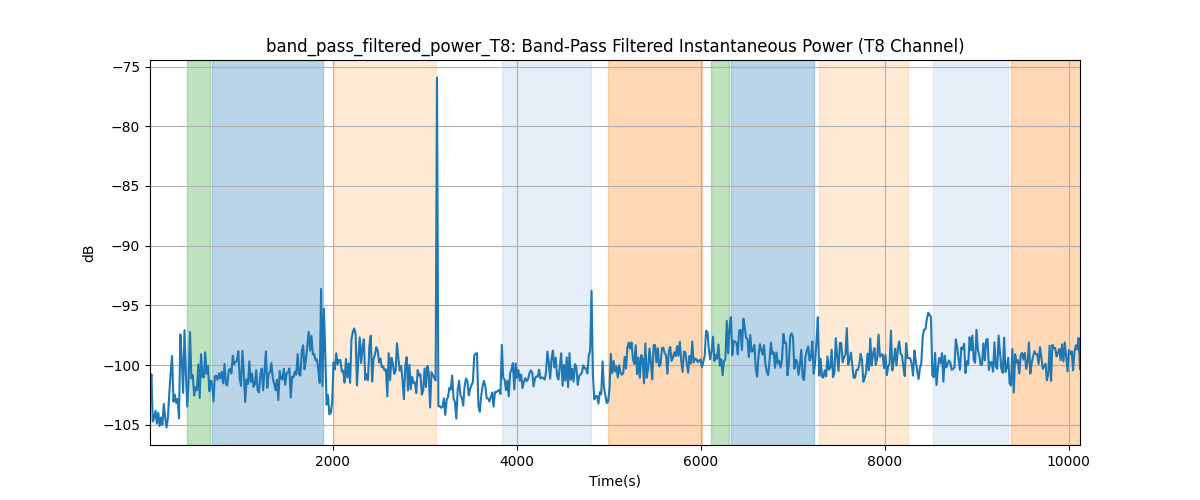 band_pass_filtered_power_T8: Band-Pass Filtered Instantaneous Power (T8 Channel)
−75
−80
−85
−90
−95
−100
−105
dB
2000 4000 6000 8000 10000
Time(s)